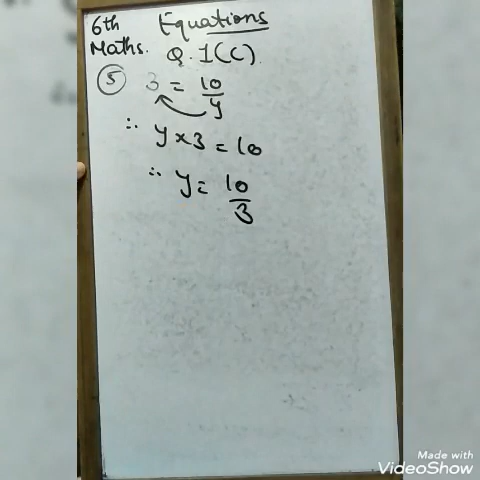 6th Equations
Maths. Q.1(C)
5 3 = 10/y
∴ y×3=10
∴ y= 10/3
Made with
VideoShow